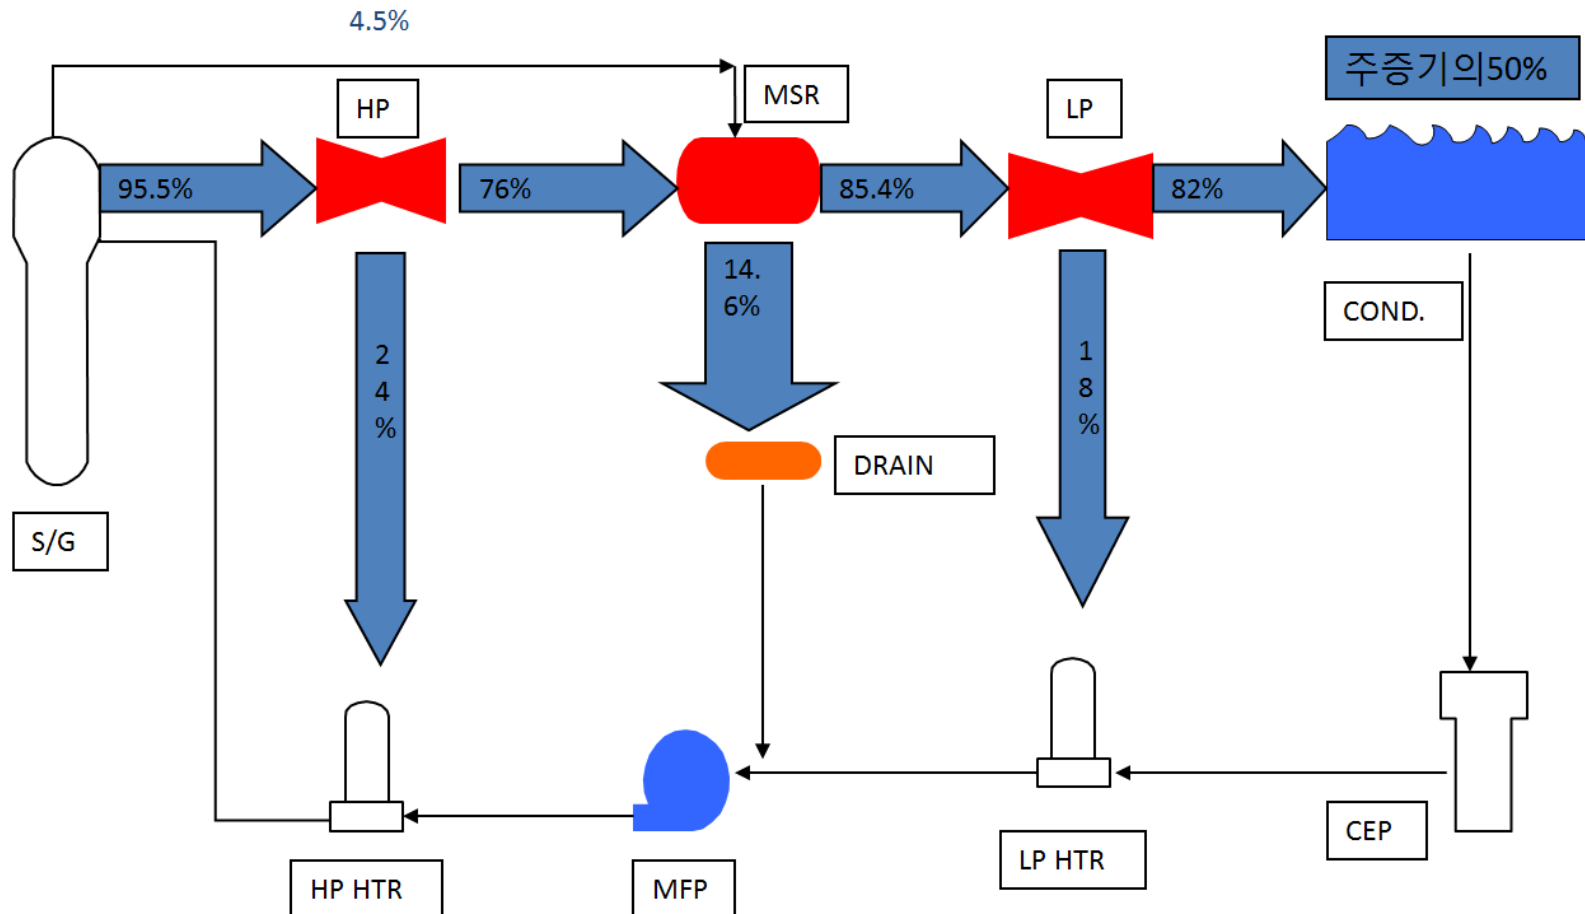 4.5%
주증기의50%
HP
MSR
LP
95.5%
76%
85.4%
82%
14.
6%
COND.
2
4
%
1
8
%
DRAIN
S/G
CEP
LP HTR
HP HTR
MFP